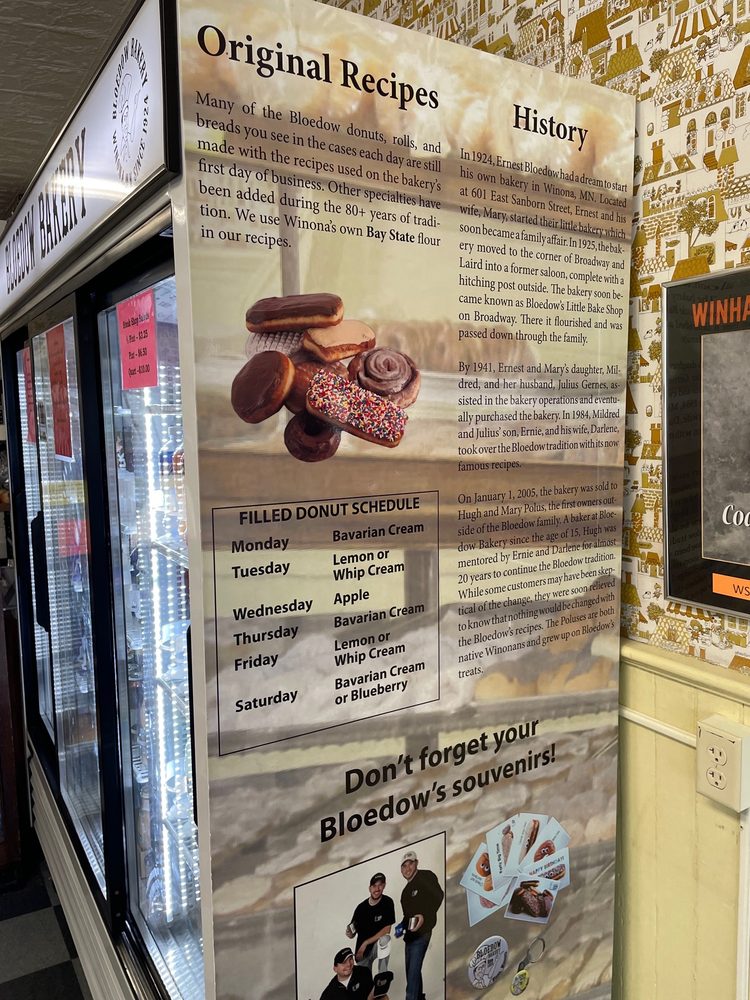 BLOEDOW BAKERY
BLOEDOW BAKERY
WINONA
SINCE 1924
Original Recipes
Many of the Bloedow donuts, rolls, and
breads you see in the cases each day are still
made with the recipes used on the bakery's
first day of business. Other specialties have
been added during the 80+ years of tradi-
tion. We use Winona's own Bay State flour
in our recipes.
History
In 1924, Ernest Bloedow had a dream to start
his own bakery in Winona, MN. Located
at 601 East Sanborn Street, Ernest and his
wife, Mary, started their little bakery which
soon became a family affair. In 1925, the bak-
ery moved to the corner of Broadway and
Laird into a former saloon, complete with a
hitching post outside. The bakery soon be-
came known as Bloedow's Little Bake Shop
on Broadway. There it flourished and was
passed down through the family.
By 1941, Ernest and Mary's daughter, Mil-
dred, and her husband, Julius Gernes, as-
sisted in the bakery operations and eventu-
ally purchased the bakery. In 1984, Mildred
and Julius' son, Ernie, and his wife, Darlene,
took over the Bloedow tradition with its now
famous recipes.
On January 1, 2005, the bakery was sold to
Hugh and Mary Polus, the first owners out-
side of the Bloedow family. A baker at Bloe-
dow Bakery since the age of 15, Hugh was
mentored by Ernie and Darlene for almost
20 years to continue the Bloedow tradition.
While some customers may have been skep-
tical of the change, they were soon relieved
to know that nothing would be changed with
the Bloedow's recipes. The Poluses are both
native Winonans and grew up on Bloedow's
treats.
FILLED DONUT SCHEDULE
Monday Bavarian Cream
Tuesday Lemon or
Whip Cream
Wednesday Apple
Thursday Bavarian Cream
Friday Lemon or
Whip Cream
Saturday Bavarian Cream
or Blueberry
Don't forget your
Bloedow's souvenirs!
HAPPY BIRTHDAY
BLOEDOW
WINHA
Coo
WS